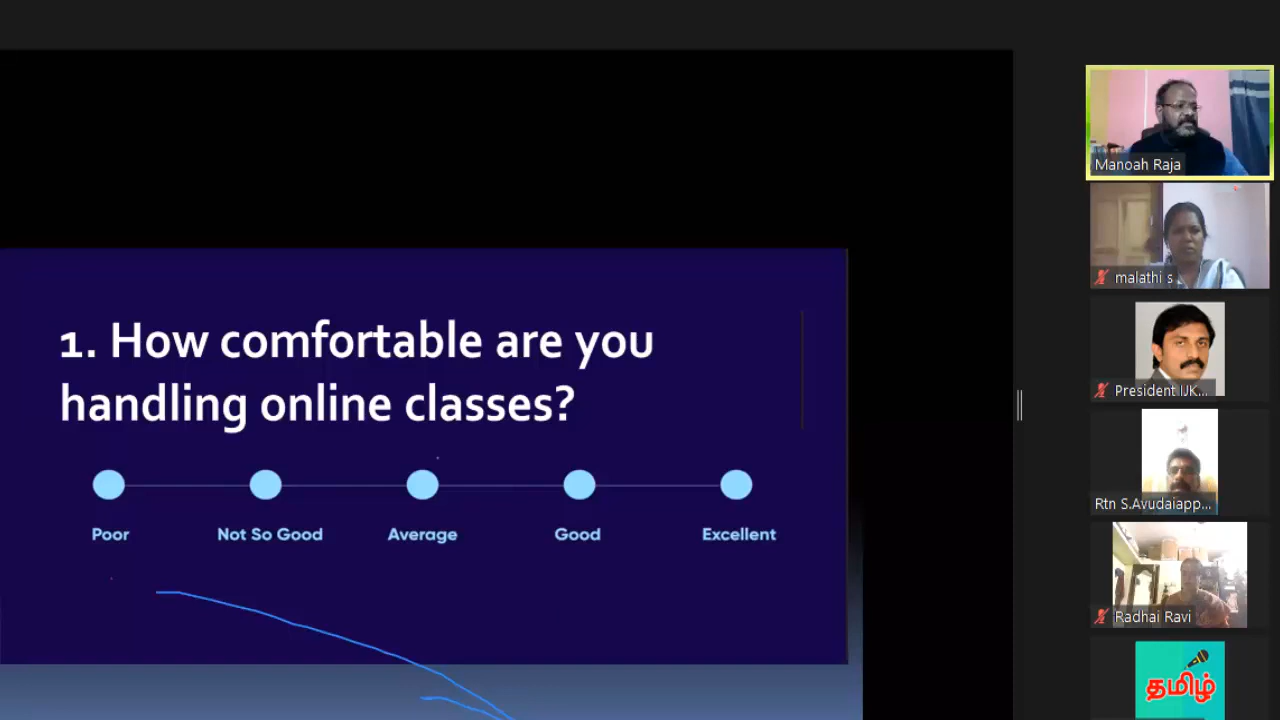 1. How comfortable are you
handling online classes?
Poor
Not So Good
Average
Good
Excellent
Manoah Raja
malathi s
President IJK...
Rtn S.Avudaiapp...
Radhai Ravi
தமிழ்